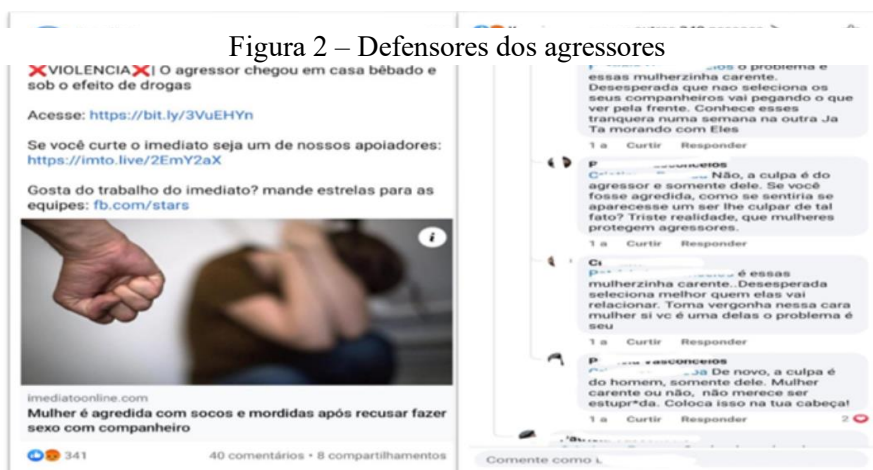 Figura 2 – Defensores dos agressores
❌VIOLÊNCIA❌| O agressor chegou em casa bêbado e
sob o efeito de drogas
Acesse: https://bit.ly/3VuEHYn
Se você curte o imediato seja um de nossos apoiadores:
https://imto.live/2EmY2aX
Gosta do trabalho do imediato? mande estrelas para as
equipes: fb.com/stars
imediatoonline.com
Mulher é agredida com socos e mordidas após recusar fazer
sexo com companheiro
341
40 comentários • 8 compartilhamentos
o problema é
essas mulherzinha carente.
Desesperada que nao seleciona os
seus companheiros vai pegando o que
ver pela frente. Conhece esses
tranquera numa semana na outra Ja
Ta morando com Eles
1 a Curtir Responder
Não, a culpa é do
agressor e somente dele. Se você
fosse agredida, como se sentiria se
aparecesse um ser lhe culpar de tal
fato? Triste realidade, que mulheres
protegem agressores.
1 a Curtir Responder
é essas
mulherzinha carente..Desesperada
seleciona melhor quem elas vai
relacionar. Toma vergonha nessa cara
mulher si vc é uma delas o problema é
seu
1 a Curtir Responder
De novo, a culpa é
do homem, somente dele. Mulher
carente ou não, não merece ser
estupr*da. Coloca isso na tua cabeça!
1 a Curtir Responder 2
Comente como